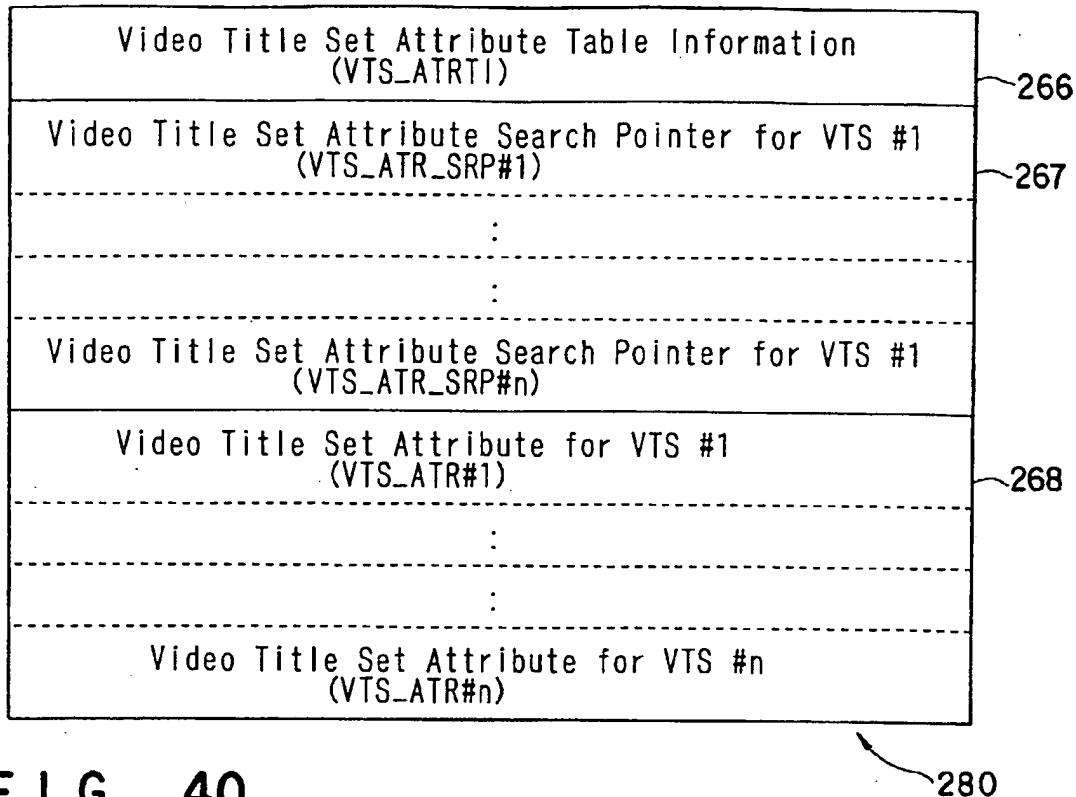 Video Title Set Attribute Table Information
(VTS_ATRTI)
266
Video Title Set Attribute Search Pointer for VTS #1
(VTS_ATR_SRP#1)
267
:
:
Video Title Set Attribute Search Pointer for VTS #1
(VTS_ATR_SRP#n)
Video Title Set Attribute for VTS #1
(VTS_ATR#1)
268
:
:
Video Title Set Attribute for VTS #n
(VTS_ATR#n)
280
FIG. 40